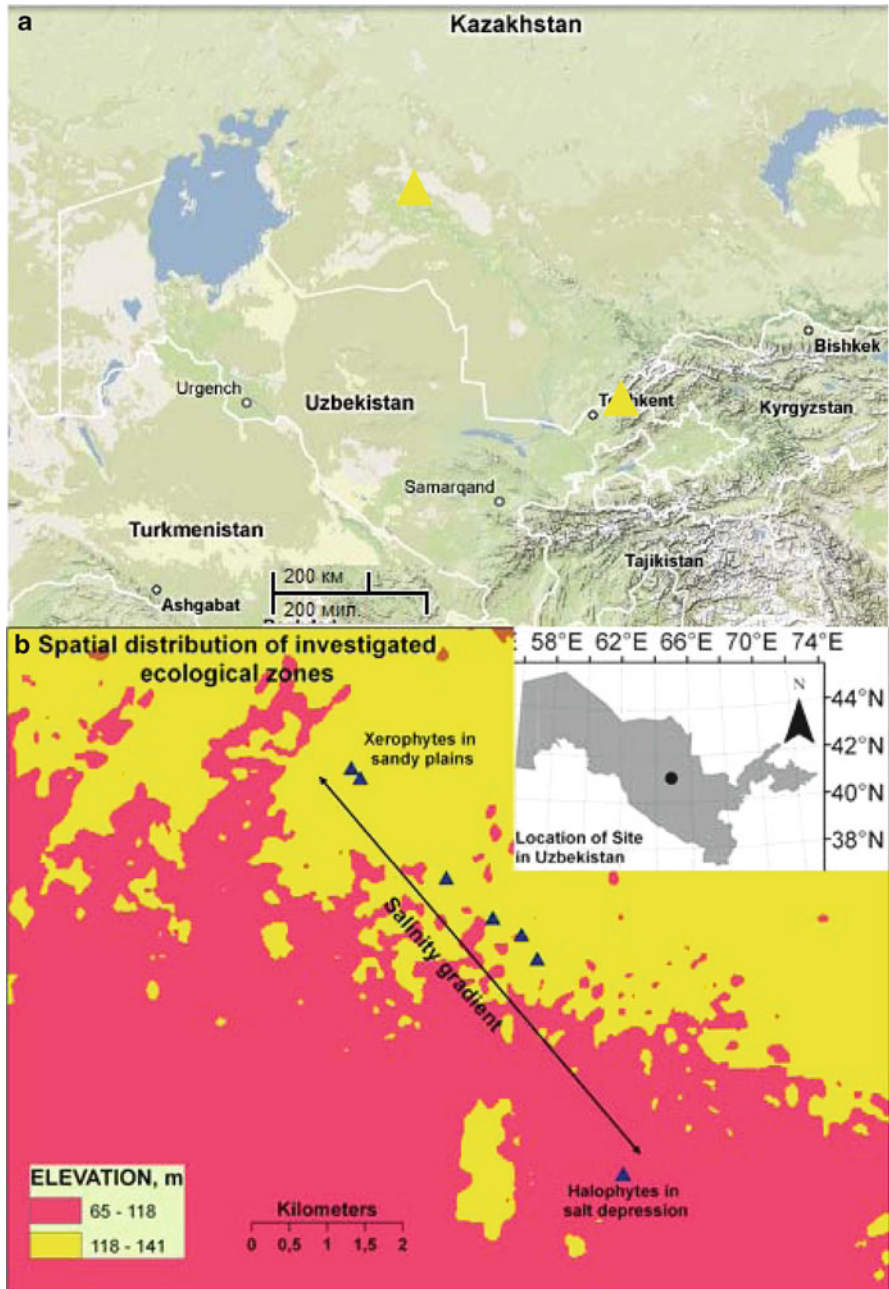 a
Kazakhstan
Bishkek
Urgench
Uzbekistan
Kyrgyzstan
Samarqand
Turkmenistan
Tajikistan
200 км
Ashgabat
200 мил.
b Spatial distribution of investigated
ecological zones
58°E 62°E 66°E 70°E 74°E
N
44°N
42°N
40°N
38°N
Location of Site
in Uzbekistan
Xerophytes in
sandy plains
Salinity gradient
Halophytes in
salt depression
ELEVATION, m
65 - 118
118 - 141
Kilometers
0 0,5 1 1,5 2